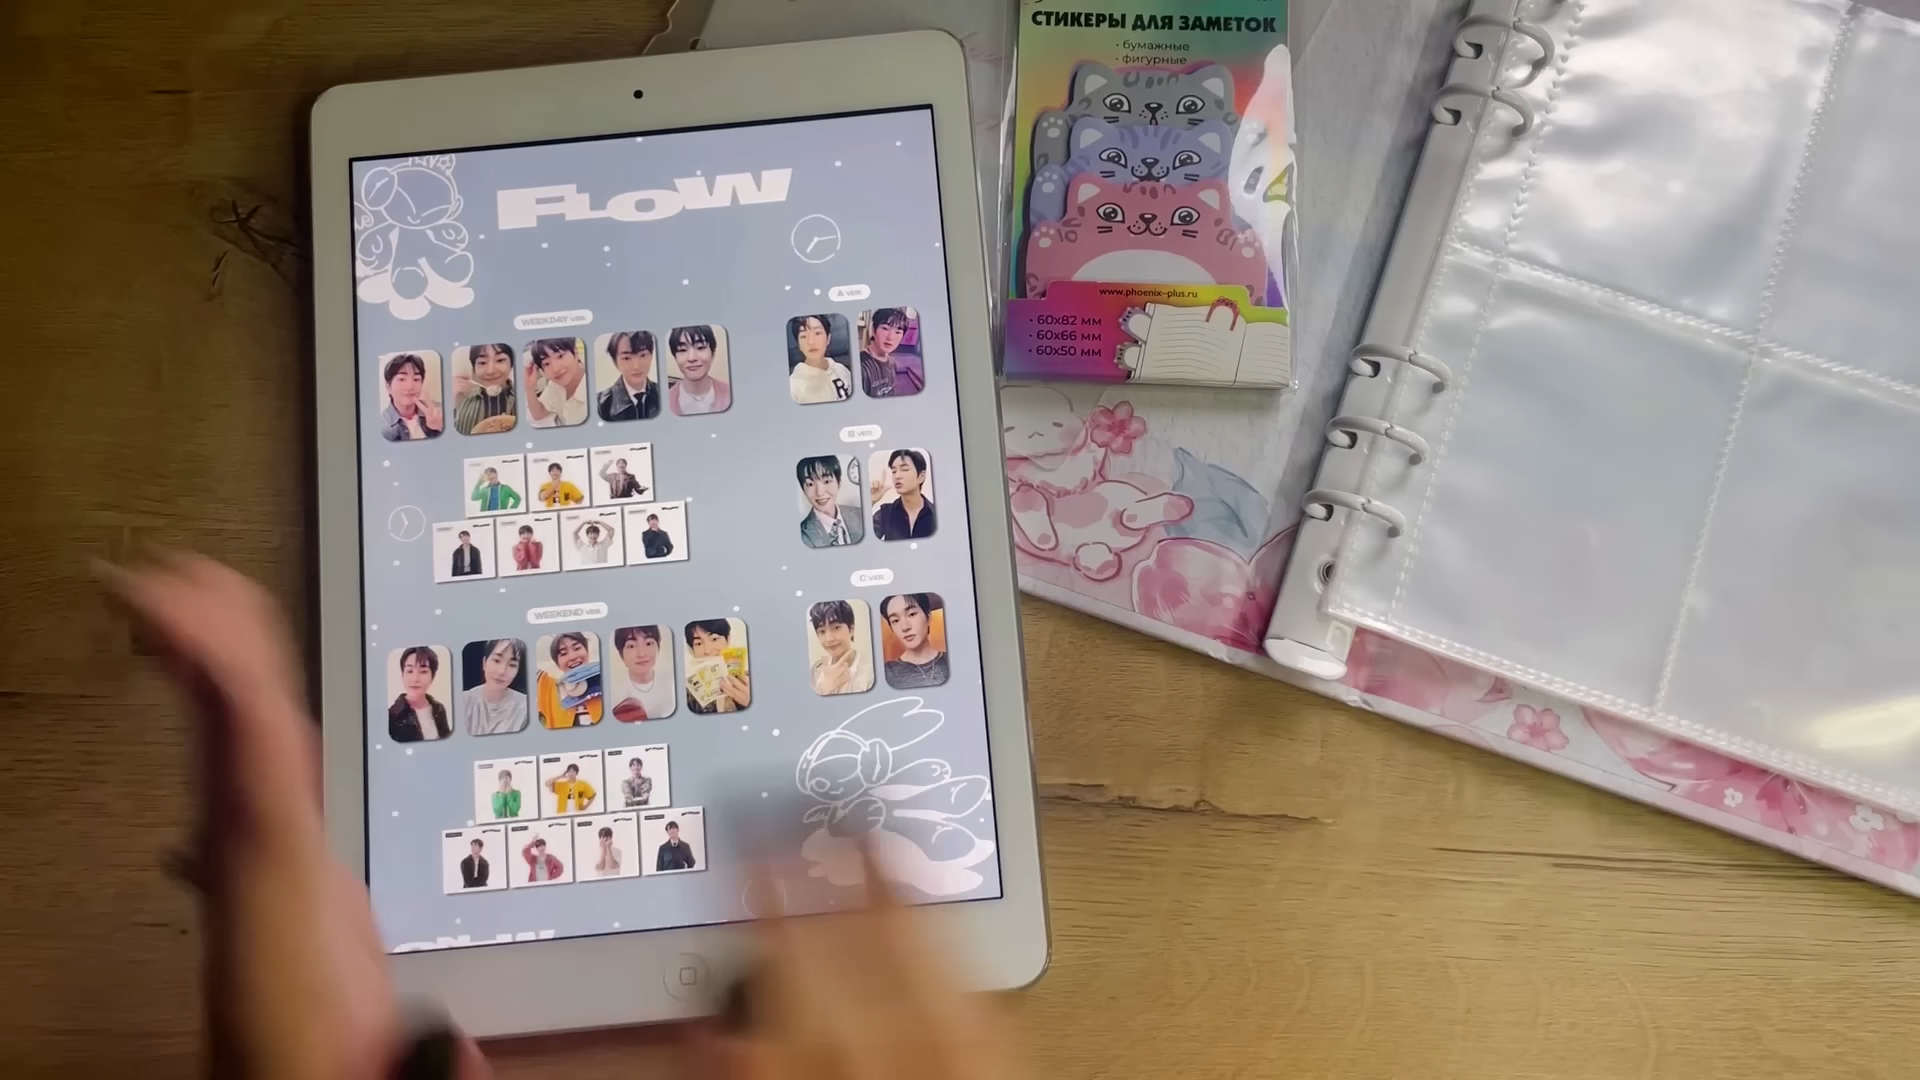 FLOW
WEEKDAY VER.
A VER.
B VER.
WEEKEND VER.
C VER.
СТИКЕРЫ ДЛЯ ЗАМЕТОК
• бумажные
• фигурные
www.phoenix-plus.ru
• 60x82 мм
• 60x66 мм
• 60x50 мм